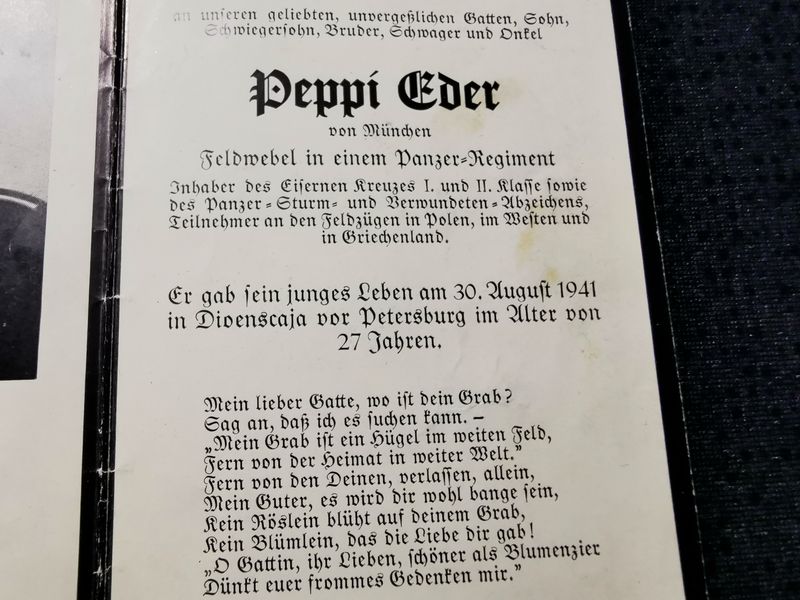 an unseren geliebten, unvergeßlichen Gatten, Sohn,
Schwiegersohn, Bruder, Schwager und Onkel
Peppi Eder
von München
Feldwebel in einem Panzer-Regiment
Inhaber des Eisernen Kreuzes I. und II. Klasse sowie
des Panzer-Sturm- und Verwundeten-Abzeichens,
Teilnehmer an den Feldzügen in Polen, im Westen und
in Griechenland.
Er gab sein junges Leben am 30. August 1941
in Dioenscaja vor Petersburg im Alter von
27 Jahren.
Mein lieber Gatte, wo ist dein Grab?
Sag an, daß ich es suchen kann. –
„Mein Grab ist ein Hügel im weiten Feld,
Fern von der Heimat in weiter Welt.”
Fern von den Deinen, verlassen, allein,
Mein Guter, es wird dir wohl bange sein,
Kein Röslein blüht auf deinem Grab,
Kein Blümlein, das die Liebe dir gab!
„O Gattin, ihr Lieben, schöner als Blumenzier
Dünkt euer frommes Gedenken mir.”